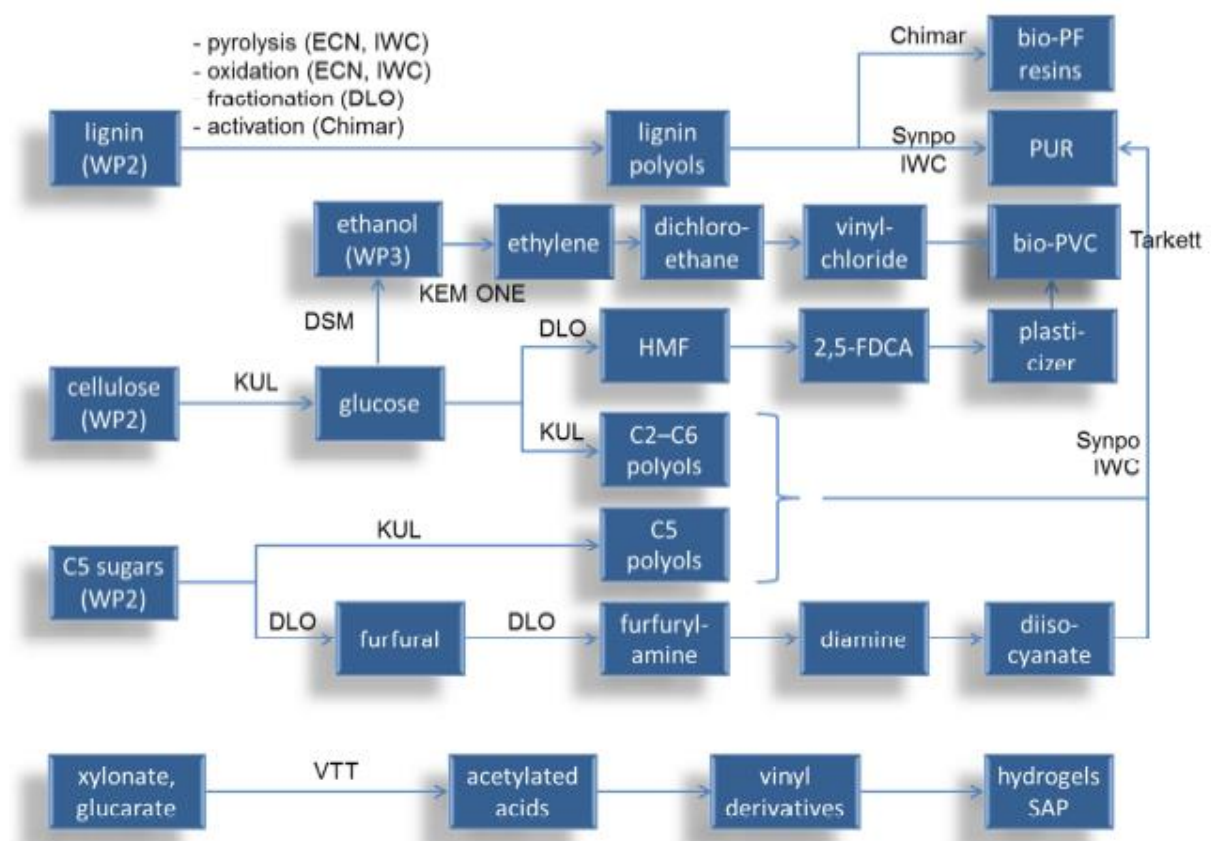 - pyrolysis (ECN, IWC)
- oxidation (ECN, IWC)
- fractionation (DLO)
- activation (Chimar)
Chimar
bio-PF
resins
lignin
(WP2)
lignin
polyols
Synpo
IWC
PUR
ethanol
(WP3)
ethylene
dichloro-
ethane
vinyl-
chloride
bio-PVC
Tarkett
KEM ONE
DSM
DLO
HMF
2,5-FDCA
plasti-
cizer
cellulose
(WP2)
KUL
glucose
KUL
C2–C6
polyols
Synpo
IWC
KUL
C5
polyols
C5 sugars
(WP2)
DLO
furfural
DLO
furfuryl-
amine
diamine
diiso-
cyanate
xylonate,
glucarate
VTT
acetylated
acids
vinyl
derivatives
hydrogels
SAP